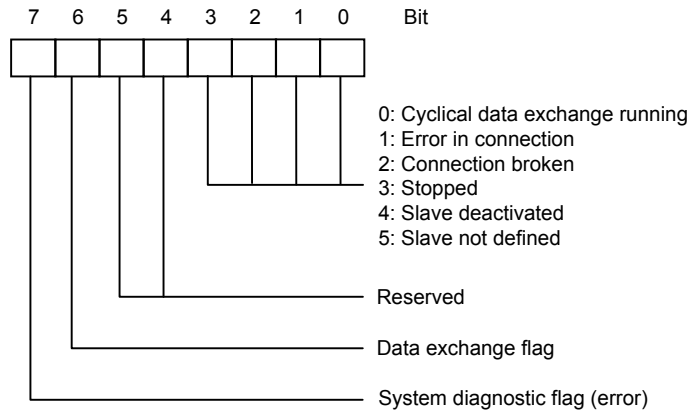 7 6 5 4 3 2 1 0 Bit
0: Cyclical data exchange running
1: Error in connection
2: Connection broken
3: Stopped
4: Slave deactivated
5: Slave not defined
Reserved
Data exchange flag
System diagnostic flag (error)